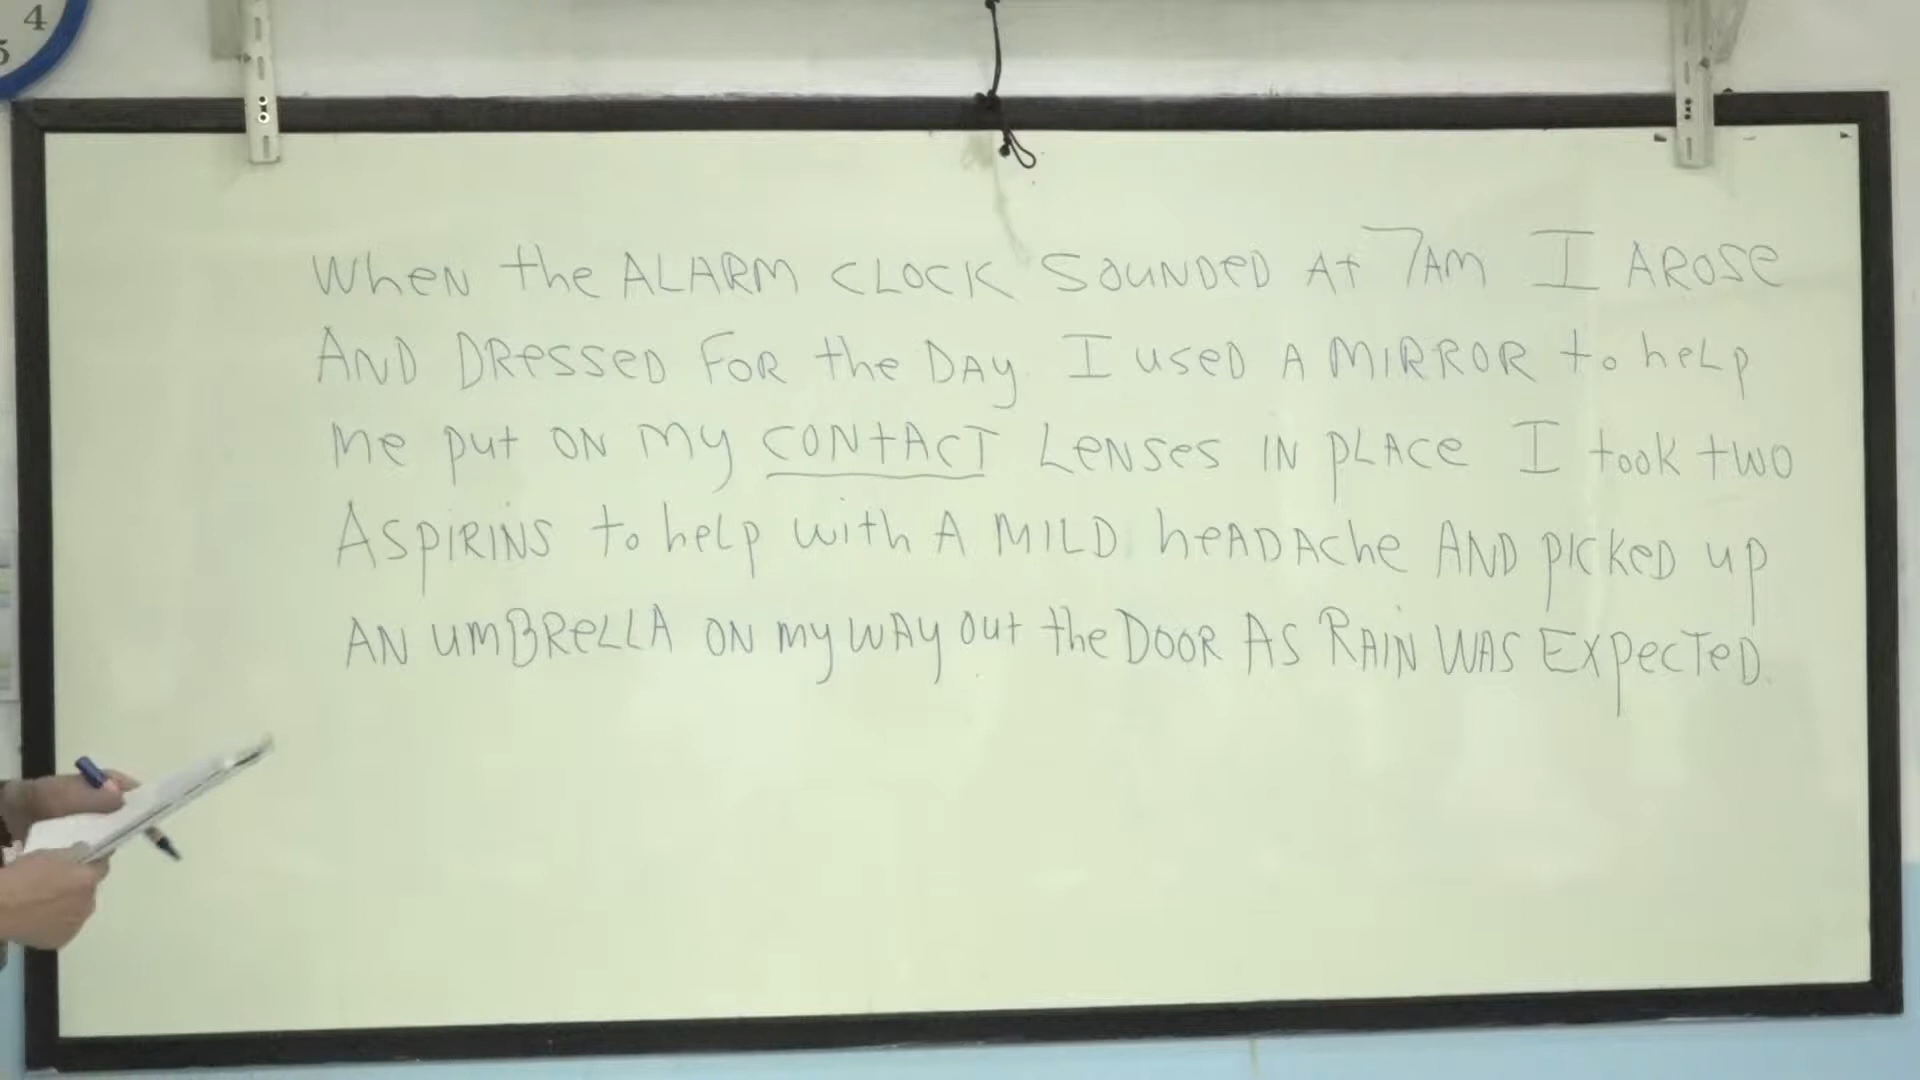 4
5
When the ALARM CLOCK SOUNDED At 7AM I AROSE
AND DRessED FOR the DAY. I useD A MIRROR to heLp
me put ON my CONtACT LeNses IN pLACe I took two
ASPIRINS to heLp with A MILD heADAche AND pICKeD up
AN umBReLLA ON my WAy out the DOOR AS RAIN WAS ExpecTeD.